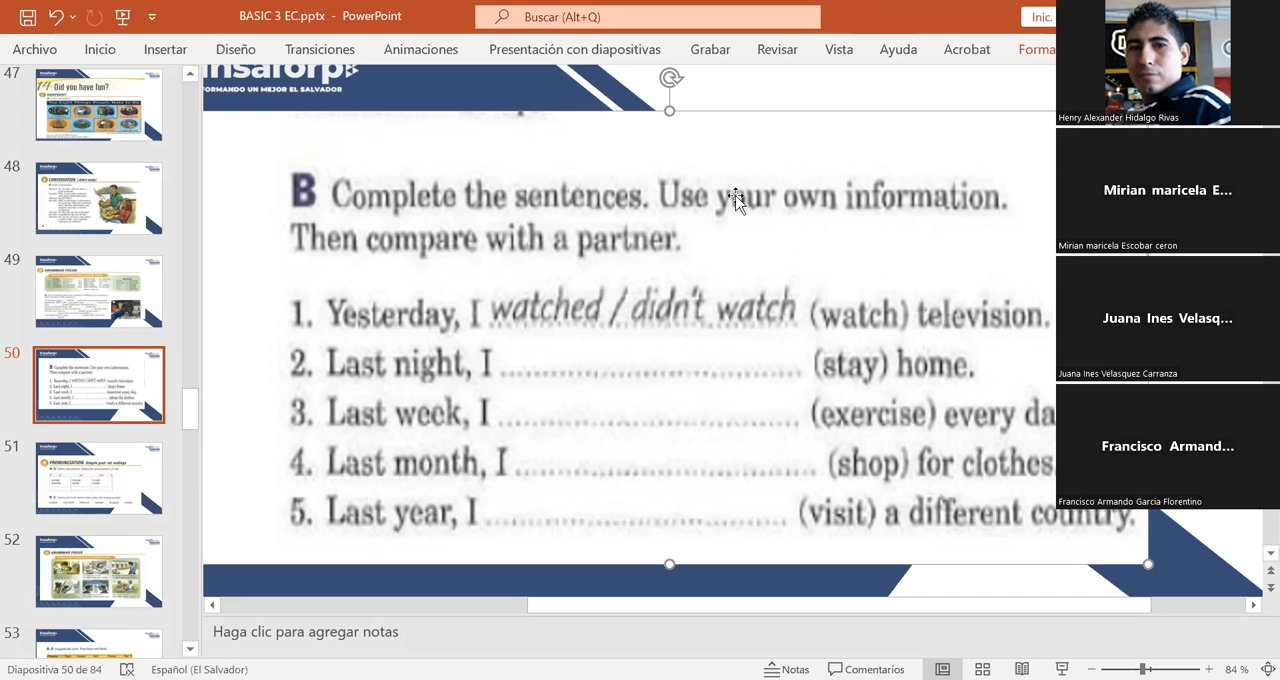 BASIC 3 EC.pptx - PowerPoint
Buscar (Alt+Q)
Inic.
Archivo Inicio Insertar Diseño Transiciones Animaciones Presentación con diapositivas Grabar Revisar Vista Ayuda Acrobat Forma
47
14 Did you have fun?
48
49
50
51
52
53
Insaforp
FORMANDO UN MEJOR EL SALVADOR
B Complete the sentences. Use your own information.
Then compare with a partner.
1. Yesterday, I watched / didn't watch (watch) television.
2. Last night, I (stay) home.
3. Last week, I (exercise) every da
4. Last month, I (shop) for clothes.
5. Last year, I (visit) a different country.
Henry Alexander Hidalgo Rivas
Mirian maricela E...
Mirian maricela Escobar ceron
Juana Ines Velasq...
Juana Ines Velasquez Carranza
Francisco Armand...
Francisco Armando Garcia Florentino
Haga clic para agregar notas
Diapositiva 50 de 84 Español (El Salvador) Notas Comentarios 84 %